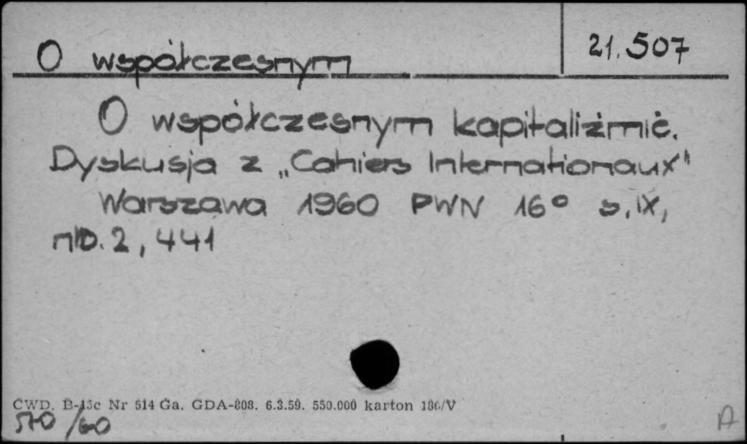 O współczesnym
21.507
O współczesnym kapitaliźmie.
Dyskusja z „Cahiers Internationaux"
Warszawa 1960 PWN 16° s. IX,
nlb. 2, 441
CWD. B-13c Nr 514 Ga. GDA-808. 6.3.59. 550.000 karton 186/V
510/60
A